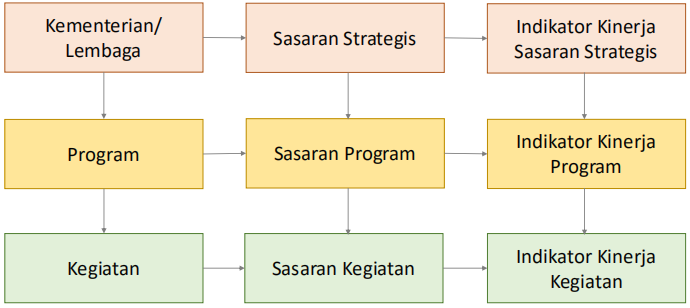 Kementerian/
Lembaga
Sasaran Strategis
Indikator Kinerja
Sasaran Strategis
Program
Sasaran Program
Indikator Kinerja
Program
Kegiatan
Sasaran Kegiatan
Indikator Kinerja
Kegiatan